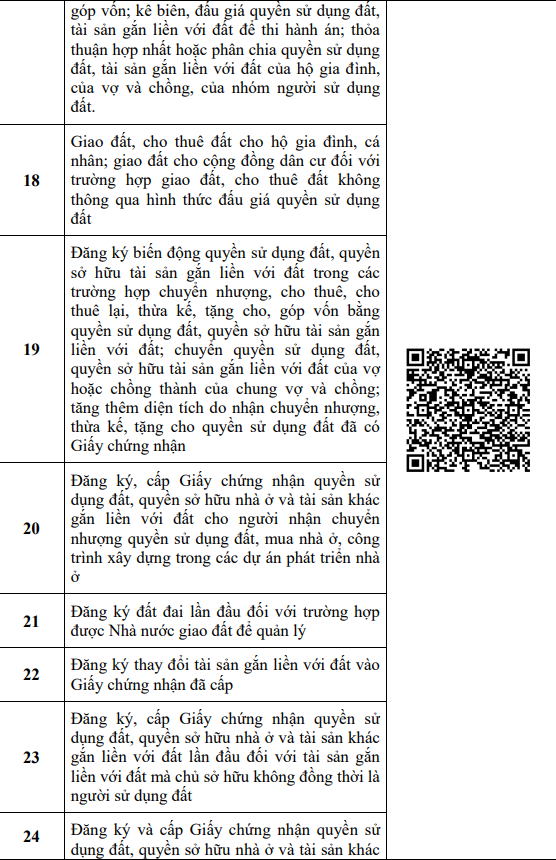 góp vốn; kê biên, đấu giá quyền sử dụng đất,
tài sản gắn liền với đất để thi hành án; thỏa
thuận hợp nhất hoặc phân chia quyền sử dụng
đất, tài sản gắn liền với đất của hộ gia đình,
của vợ và chồng, của nhóm người sử dụng
đất.
18
Giao đất, cho thuê đất cho hộ gia đình, cá
nhân; giao đất cho cộng đồng dân cư đối với
trường hợp giao đất, cho thuê đất không
thông qua hình thức đấu giá quyền sử dụng
đất
19
Đăng ký biến động quyền sử dụng đất, quyền
sở hữu tài sản gắn liền với đất trong các
trường hợp chuyển nhượng, cho thuê, cho
thuê lại, thừa kế, tặng cho, góp vốn bằng
quyền sử dụng đất, quyền sở hữu tài sản gắn
liền với đất; chuyển quyền sử dụng đất,
quyền sở hữu tài sản gắn liền với đất của vợ
hoặc chồng thành của chung vợ và chồng;
tăng thêm diện tích do nhận chuyển nhượng,
thừa kế, tặng cho quyền sử dụng đất đã có
Giấy chứng nhận
20
Đăng ký, cấp Giấy chứng nhận quyền sử
dụng đất, quyền sở hữu nhà ở và tài sản khác
gắn liền với đất cho người nhận chuyển
nhượng quyền sử dụng đất, mua nhà ở, công
trình xây dựng trong các dự án phát triển nhà
ở
21
Đăng ký đất đai lần đầu đối với trường hợp
được Nhà nước giao đất để quản lý
22
Đăng ký thay đổi tài sản gắn liền với đất vào
Giấy chứng nhận đã cấp
23
Đăng ký, cấp Giấy chứng nhận quyền sử
dụng đất, quyền sở hữu nhà ở và tài sản khác
gắn liền với đất lần đầu đối với tài sản gắn
liền với đất mà chủ sở hữu không đồng thời là
người sử dụng đất
24
Đăng ký và cấp Giấy chứng nhận quyền sử
dụng đất, quyền sở hữu nhà ở và tài sản khác